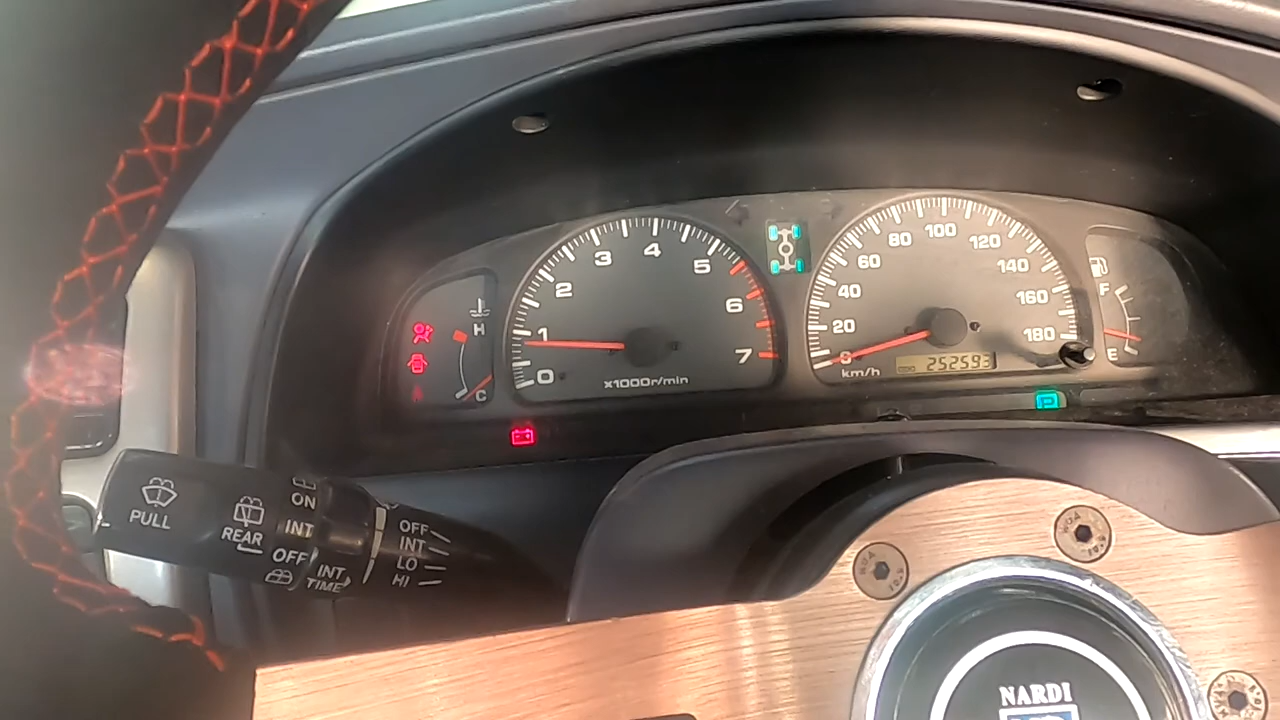 H
C
0
1
2
3
4
5
6
7
x1000r/min
0
20
40
60
80
100
120
140
160
180
km/h
252593
F
E
P
PULL
REAR
ON
INT
OFF
INT
TIME
OFF
INT
LO
HI
NARDI